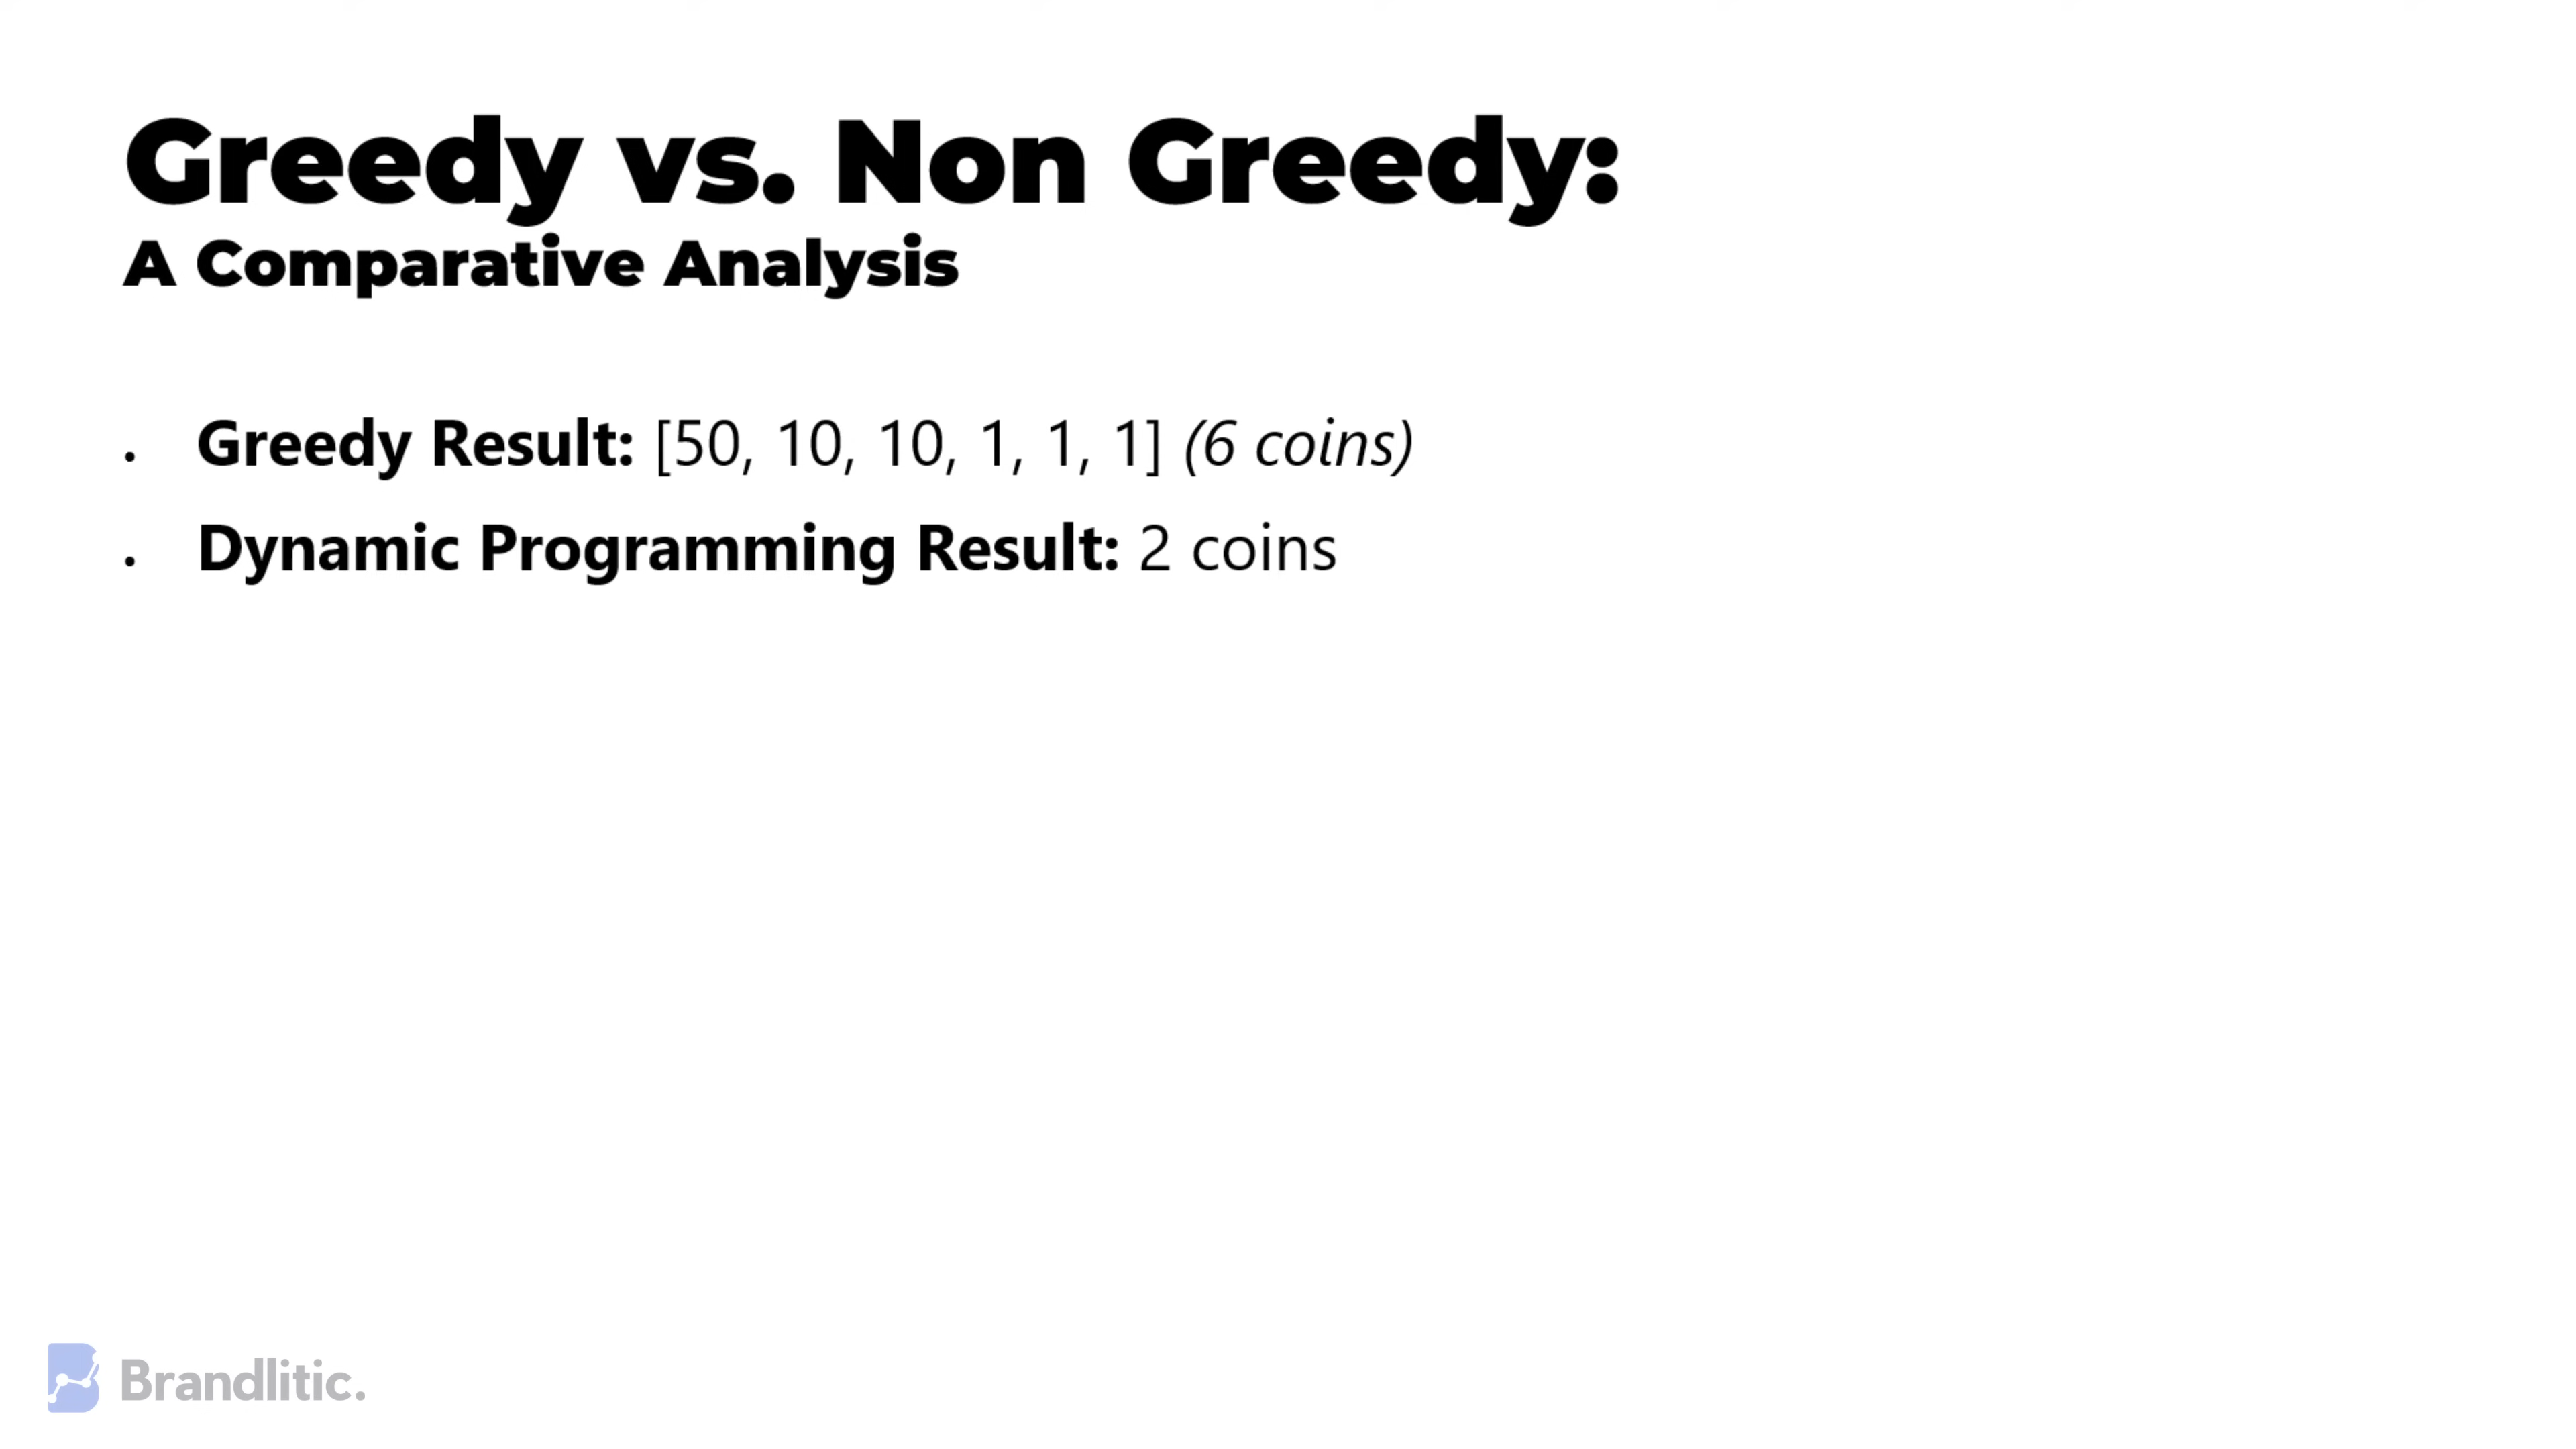 Greedy vs. Non Greedy:
A Comparative Analysis
• Greedy Result: [50, 10, 10, 1, 1, 1] (6 coins)
• Dynamic Programming Result: 2 coins
Brandlitic.